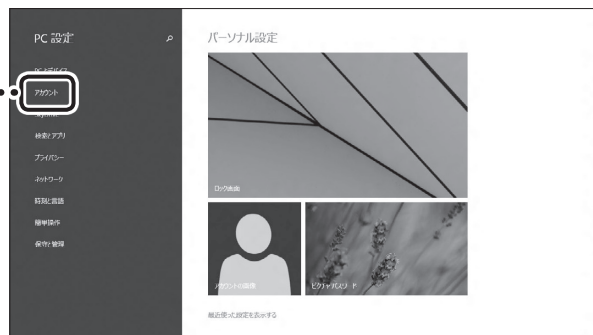 PC 設定
PC とデバイス
アカウント
検索とアプリ
プライバシー
ネットワーク
時刻と言語
簡単操作
保守と管理
パーソナル設定
ロック画面
アカウントの画像
ピクチャ パスワード
最近使った設定を表示する